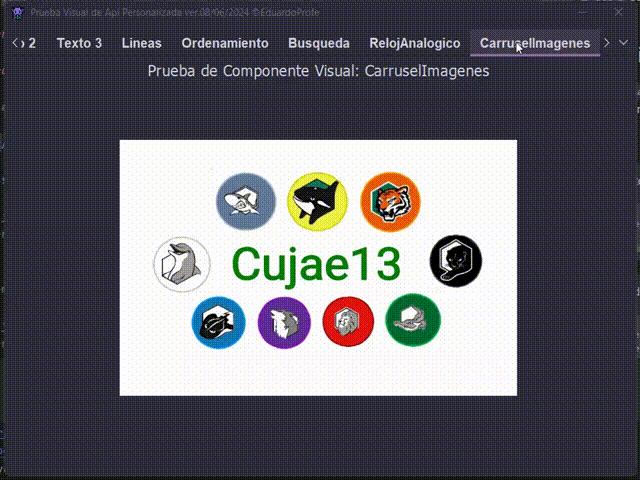 Prueba Visual de Api Personalizada ver.08/06/2024 ©EduardoProfe
2 Texto 3 Lineas Ordenamiento Busqueda RelojAnalogico CarruselImagenes
Prueba de Componente Visual: CarruselImagenes
Cujae13